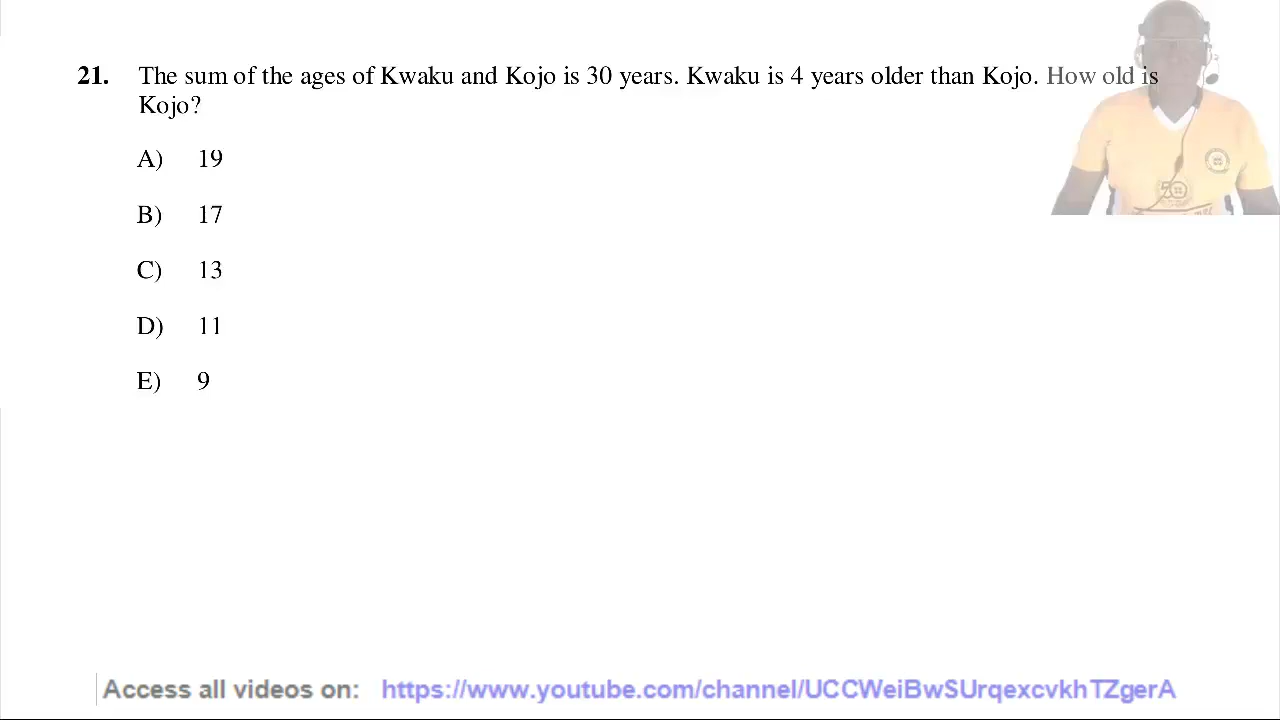 21. The sum of the ages of Kwaku and Kojo is 30 years. Kwaku is 4 years older than Kojo. How old is
Kojo?
A) 19
B) 17
C) 13
D) 11
E) 9
50
Access all videos on: https://www.youtube.com/channel/UCCWeiBwSUrqexcvkhTZgerA